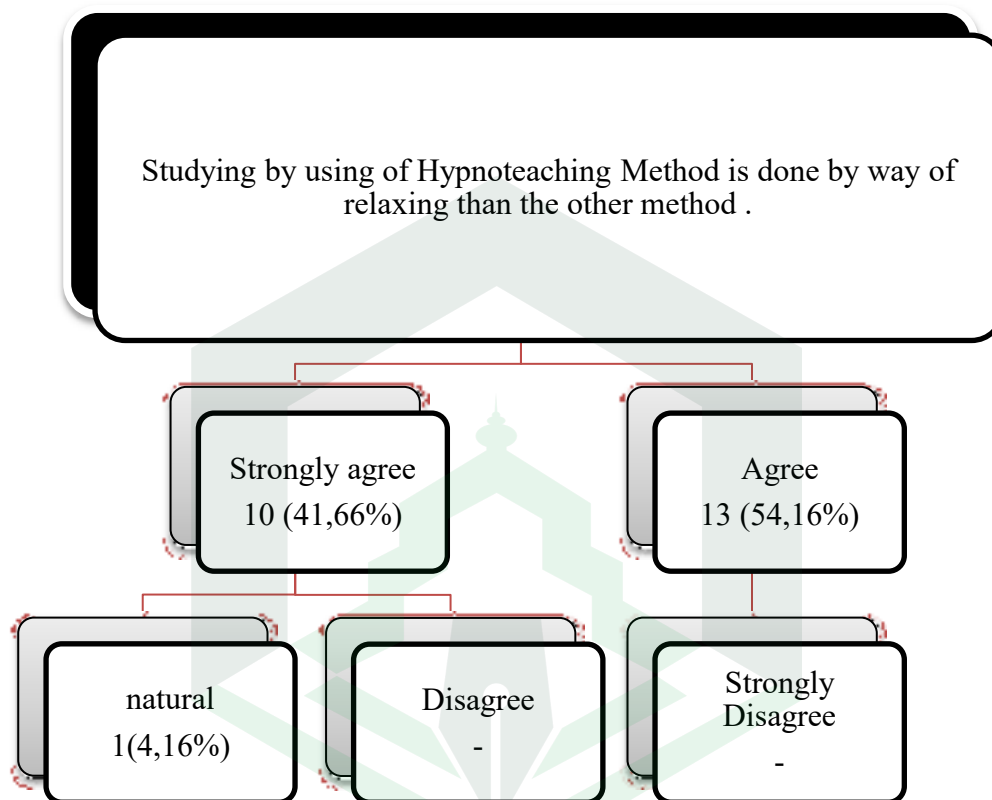 Studying by using of Hypnoteaching Method is done by way of
relaxing than the other method .
Strongly agree
10 (41,66%)
Agree
13 (54,16%)
natural
1(4,16%)
Disagree
-
Strongly
Disagree
-